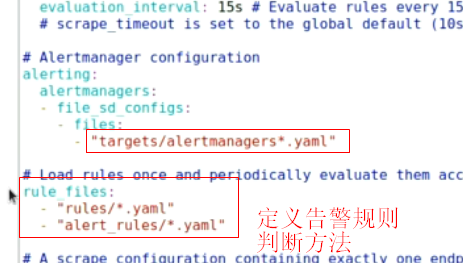 evaluation_interval: 15s # Evaluate rules every 15
# scrape_timeout is set to the global default (10s
# Alertmanager configuration
alerting:
alertmanagers:
- file_sd_configs:
- files:
- "targets/alertmanagers*.yaml"
# Load rules once and periodically evaluate them acc
rule_files:
- "rules/*.yaml"
- "alert_rules/*.yaml"
定义告警规则
判断方法
# A scrape configuration containing exactly one endp